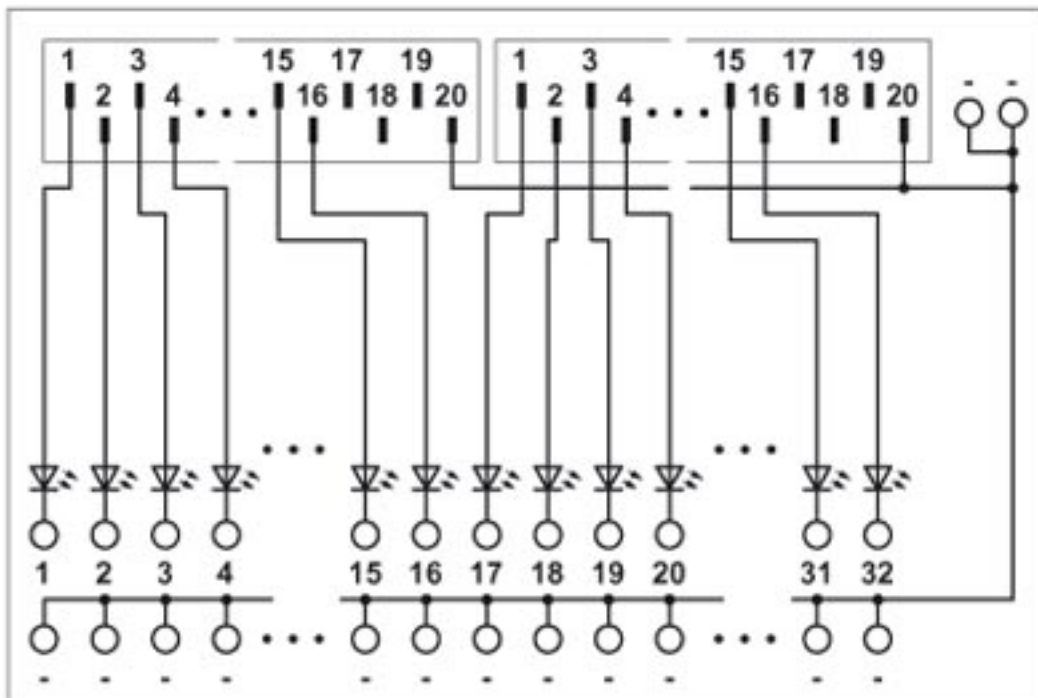 1 3 15 17 19 1 3 15 17 19 - -
2 4 • • • 16 18 20 2 4 • • • 16 18 20
• • • • • •
1 2 3 4 15 16 17 18 19 20 31 32
• • • • • •
- - - - - - - - - - - -